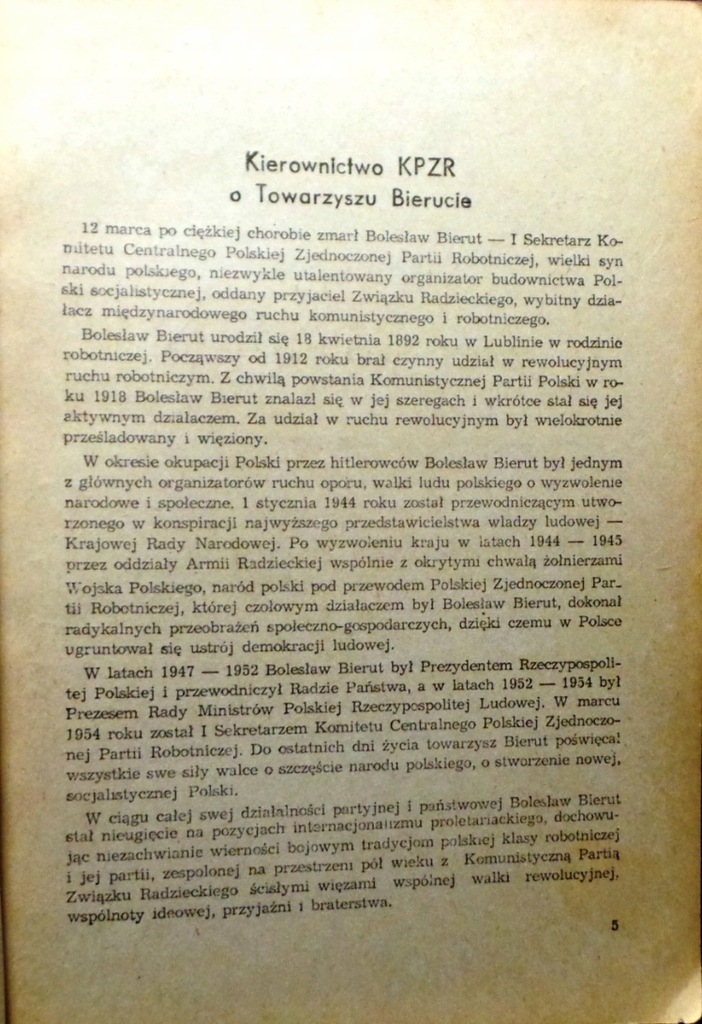 Kierownictwo KPZR
o Towarzyszu Bierucie
12 marca po ciężkiej chorobie zmarł Bolesław Bierut — I Sekretarz Ko-
mitetu Centralnego Polskiej Zjednoczonej Partii Robotniczej, wielki syn
narodu polskiego, niezwykle utalentowany organizator budownictwa Pol-
ski socjalistycznej, oddany przyjaciel Związku Radzieckiego, wybitny dzia-
łacz międzynarodowego ruchu komunistycznego i robotniczego.
Bolesław Bierut urodził się 18 kwietnia 1892 roku w Lublinie w rodzinie
robotniczej. Począwszy od 1912 roku brał czynny udział w rewolucyjnym
ruchu robotniczym. Z chwilą powstania Komunistycznej Partii Polski w ro-
ku 1918 Bolesław Bierut znalazł się w jej szeregach i wkrótce stał się jej
aktywnym działaczem. Za udział w ruchu rewolucyjnym był wielokrotnie
prześladowany i więziony.
W okresie okupacji Polski przez hitlerowców Bolesław Bierut był jednym
z głównych organizatorów ruchu oporu, walki ludu polskiego o wyzwolenie
narodowe i społeczne. 1 stycznia 1944 roku został przewodniczącym utwo-
rzonego w konspiracji najwyższego przedstawicielstwa władzy ludowej —
Krajowej Rady Narodowej. Po wyzwoleniu kraju w latach 1944 — 1945
przez oddziały Armii Radzieckiej wspólnie z okrytymi chwałą żołnierzami
Wojska Polskiego, naród polski pod przewodem Polskiej Zjednoczonej Par-
tii Robotniczej, której czołowym działaczem był Bolesław Bierut, dokonał
radykalnych przeobrażeń społeczno-gospodarczych, dzięki czemu w Polsce
ugruntował się ustrój demokracji ludowej.
W latach 1947 — 1952 Bolesław Bierut był Prezydentem Rzeczypospoli-
tej Polskiej i przewodniczył Radzie Państwa, a w latach 1952 — 1954 był
Prezesem Rady Ministrów Polskiej Rzeczypospolitej Ludowej. W marcu
1954 roku został I Sekretarzem Komitetu Centralnego Polskiej Zjednoczo-
nej Partii Robotniczej. Do ostatnich dni życia towarzysz Bierut poświęcał
wszystkie swe siły walce o szczęście narodu polskiego, o stworzenie nowej,
socjalistycznej Polski.
W ciągu całej swej działalności partyjnej i państwowej Bolesław Bierut
stał nieugięcie na pozycjach internacjonalizmu proletariackiego, dochowu-
jąc niezachwianie wierności bojowym tradycjom polskiej klasy robotniczej
i jej partii, zespolonej na przestrzeni pół wieku z Komunistyczną Partią
Związku Radzieckiego ścisłymi więzami wspólnej walki rewolucyjnej,
wspólnoty ideowej, przyjaźni i braterstwa.
5